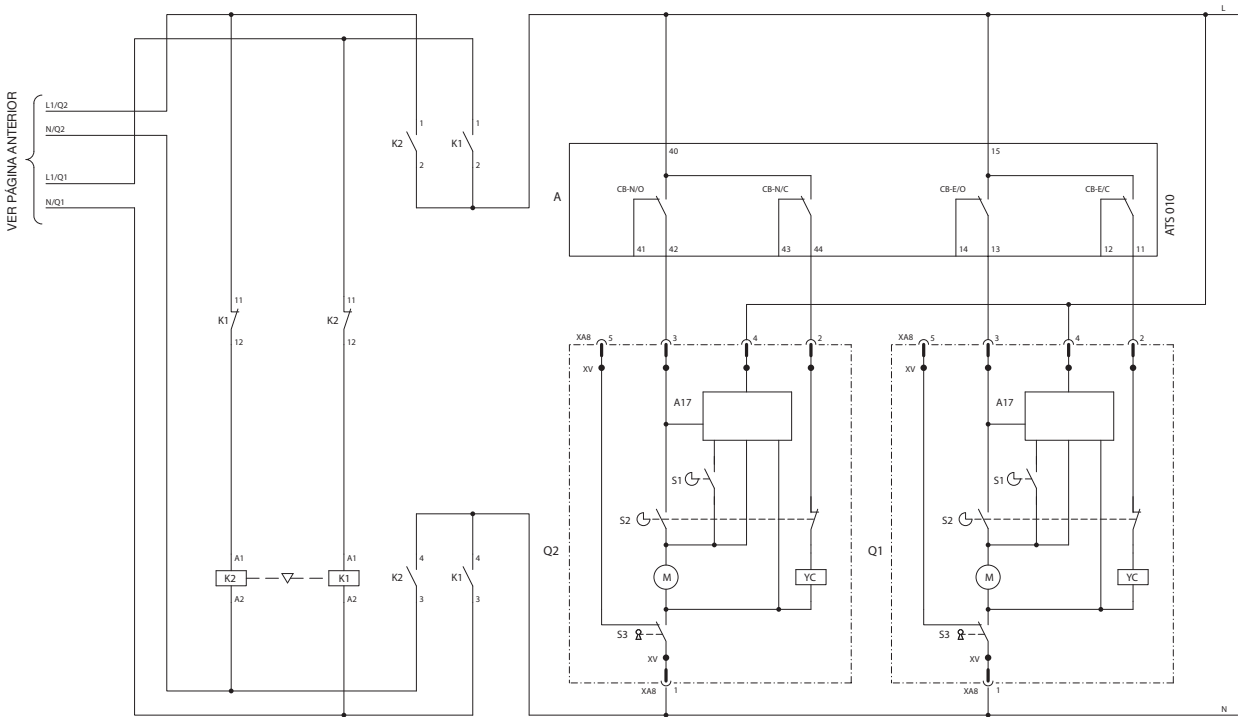 L
VER PÁGINA ANTERIOR
L1/Q2
N/Q2
L1/Q1
N/Q1
K2 1 2
K1 1 2
A
40
15
CB-N/O
CB-N/C
CB-E/O
CB-E/C
ATS 010
41 42
43 44
14 13
12 11
K1 11 12
K2 11 12
XA8 5 3 4 2
XA8 5 3 4 2
XV
XV
A17
A17
S1
S1
S2
S2
Q2
Q1
A1 K2 A2
A1 K1 A2
K2 4 3
K1 4 3
M
YC
M
YC
S3
S3
XV
XV
XA8 1
XA8 1
N